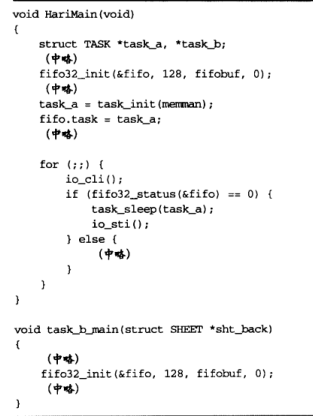 void HariMain(void)
{
    struct TASK *task_a, *task_b;
    (中略)
    fifo32_init(&fifo, 128, fifobuf, 0);
    (中略)
    task_a = task_init(memman);
    fifo.task = task_a;
    (中略)

    for (;;) {
        io_cli();
        if (fifo32_status(&fifo) == 0) {
            task_sleep(task_a);
            io_sti();
        } else {
            (中略)
        }
    }
}

void task_b_main(struct SHEET *sht_back)
{
    (中略)
    fifo32_init(&fifo, 128, fifobuf, 0);
    (中略)
}